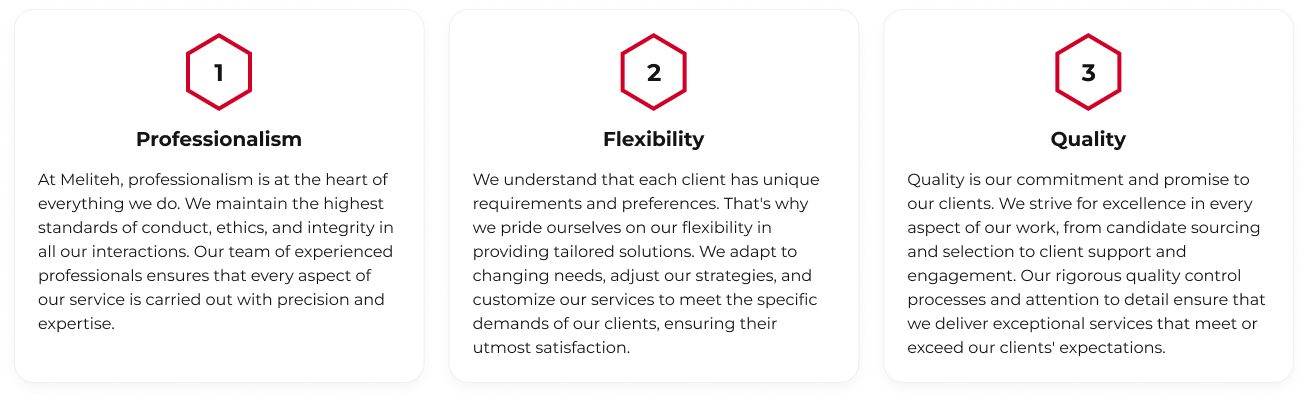 1
Professionalism
At Meliteh, professionalism is at the heart of
everything we do. We maintain the highest
standards of conduct, ethics, and integrity in
all our interactions. Our team of experienced
professionals ensures that every aspect of
our service is carried out with precision and
expertise.
2
Flexibility
We understand that each client has unique
requirements and preferences. That's why
we pride ourselves on our flexibility in
providing tailored solutions. We adapt to
changing needs, adjust our strategies, and
customize our services to meet the specific
demands of our clients, ensuring their
utmost satisfaction.
3
Quality
Quality is our commitment and promise to
our clients. We strive for excellence in every
aspect of our work, from candidate sourcing
and selection to client support and
engagement. Our rigorous quality control
processes and attention to detail ensure that
we deliver exceptional services that meet or
exceed our clients' expectations.